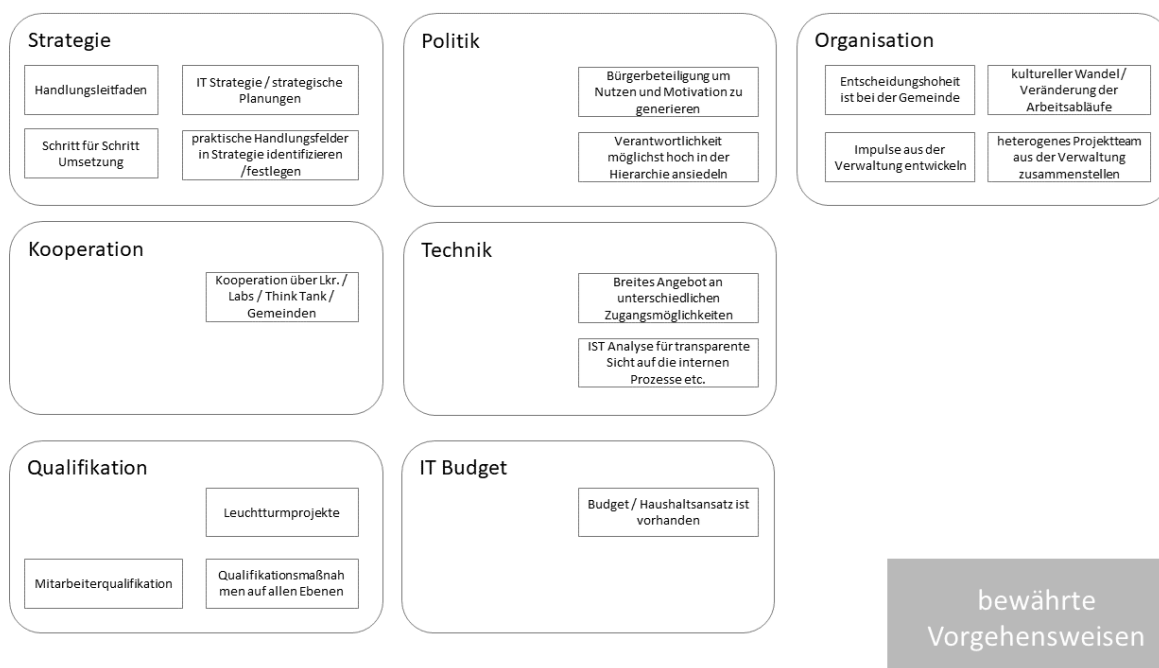 Strategie
Handlungsleitfaden
IT Strategie / strategische
Planungen
Schritt für Schritt
Umsetzung
praktische Handlungsfelder
in Strategie identifizieren
/festlegen
Politik
Bürgerbeteiligung um
Nutzen und Motivation zu
generieren
Verantwortlichkeit
möglichst hoch in der
Hierarchie ansiedeln
Organisation
Entscheidungshoheit
ist bei der Gemeinde
kultureller Wandel /
Veränderung der
Arbeitsabläufe
Impulse aus der
Verwaltung entwickeln
heterogenes Projektteam
aus der Verwaltung
zusammenstellen
Kooperation
Kooperation über Lkr. /
Labs / Think Tank /
Gemeinden
Technik
Breites Angebot an
unterschiedlichen
Zugangsmöglichkeiten
IST Analyse für transparente
Sicht auf die internen
Prozesse etc.
Qualifikation
Leuchtturmprojekte
Mitarbeiterqualifikation
Qualifikationsmaßnah
men auf allen Ebenen
IT Budget
Budget / Haushaltsansatz ist
vorhanden
bewährte
Vorgehensweisen